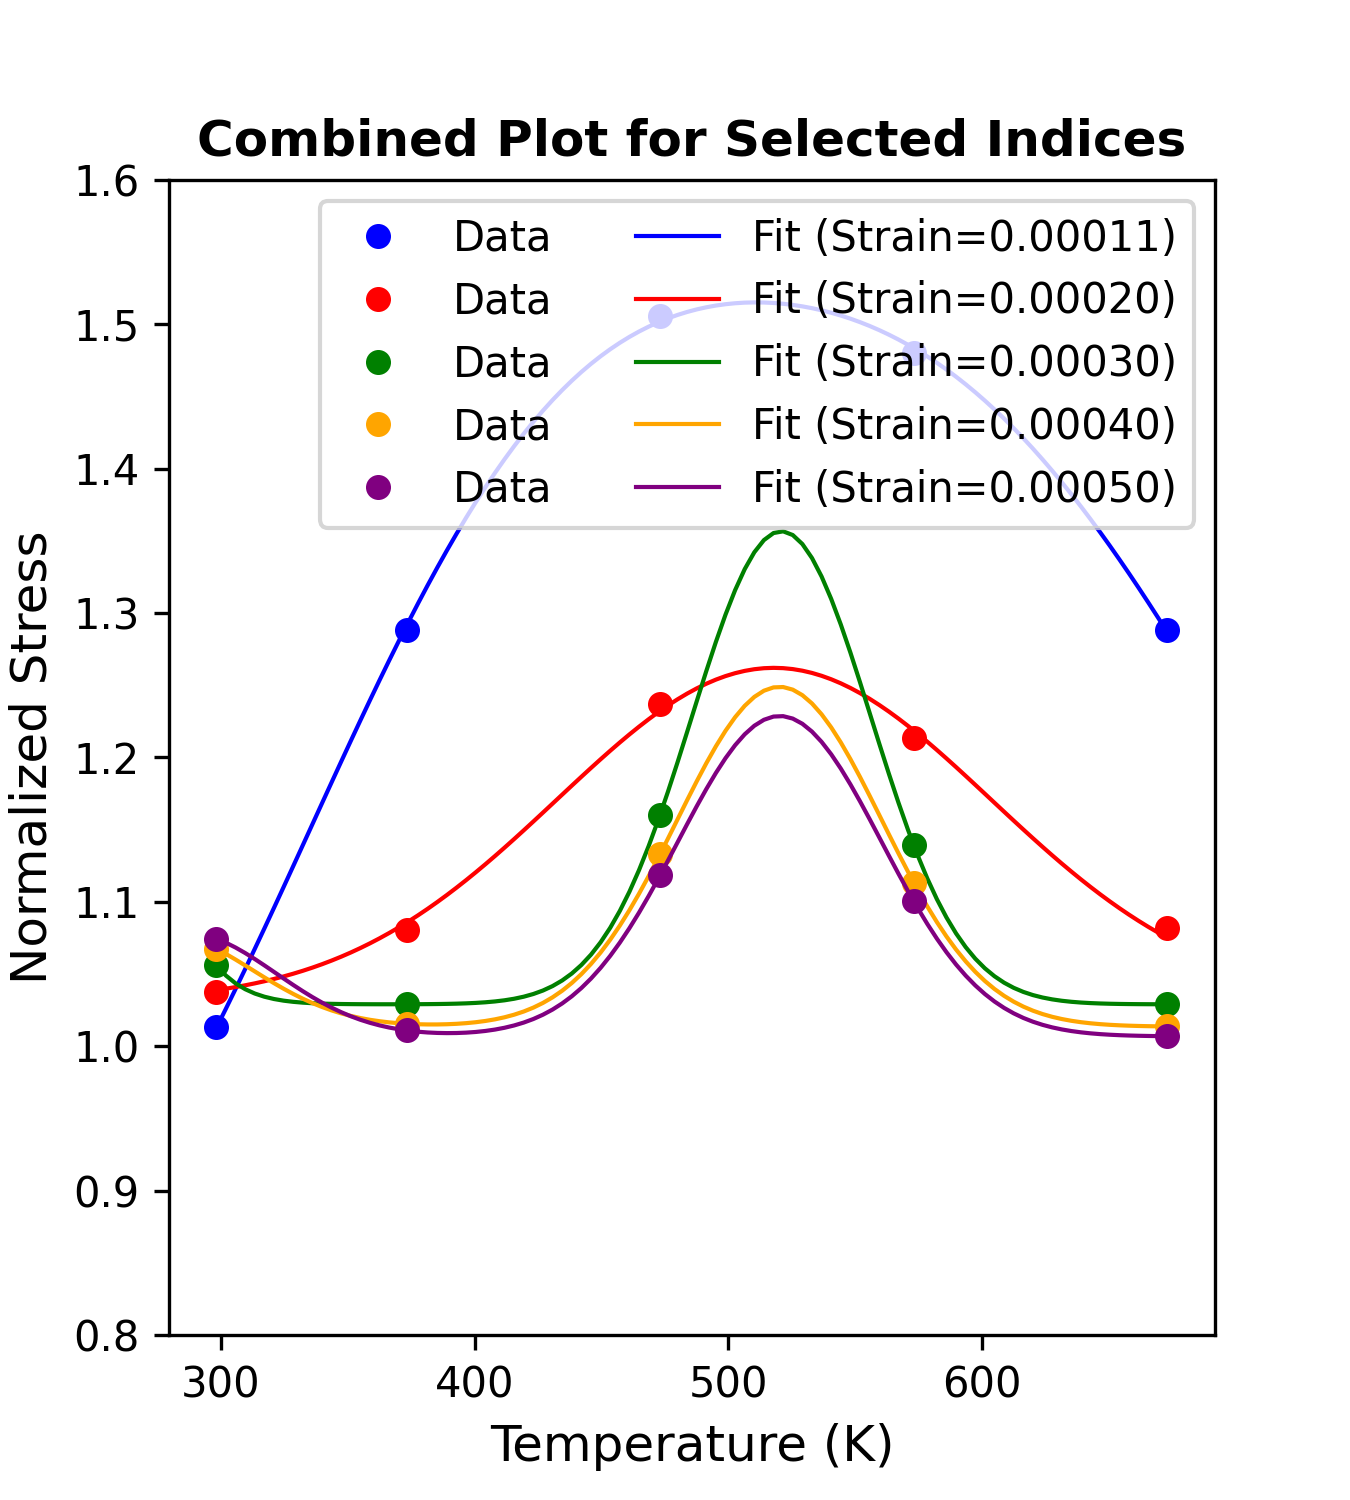 Combined Plot for Selected Indices
1.6
1.5
1.4
1.3
1.2
1.1
1.0
0.9
0.8
Normalized Stress
Data
Data
Data
Data
Data
Fit (Strain=0.00011)
Fit (Strain=0.00020)
Fit (Strain=0.00030)
Fit (Strain=0.00040)
Fit (Strain=0.00050)
300 400 500 600
Temperature (K)